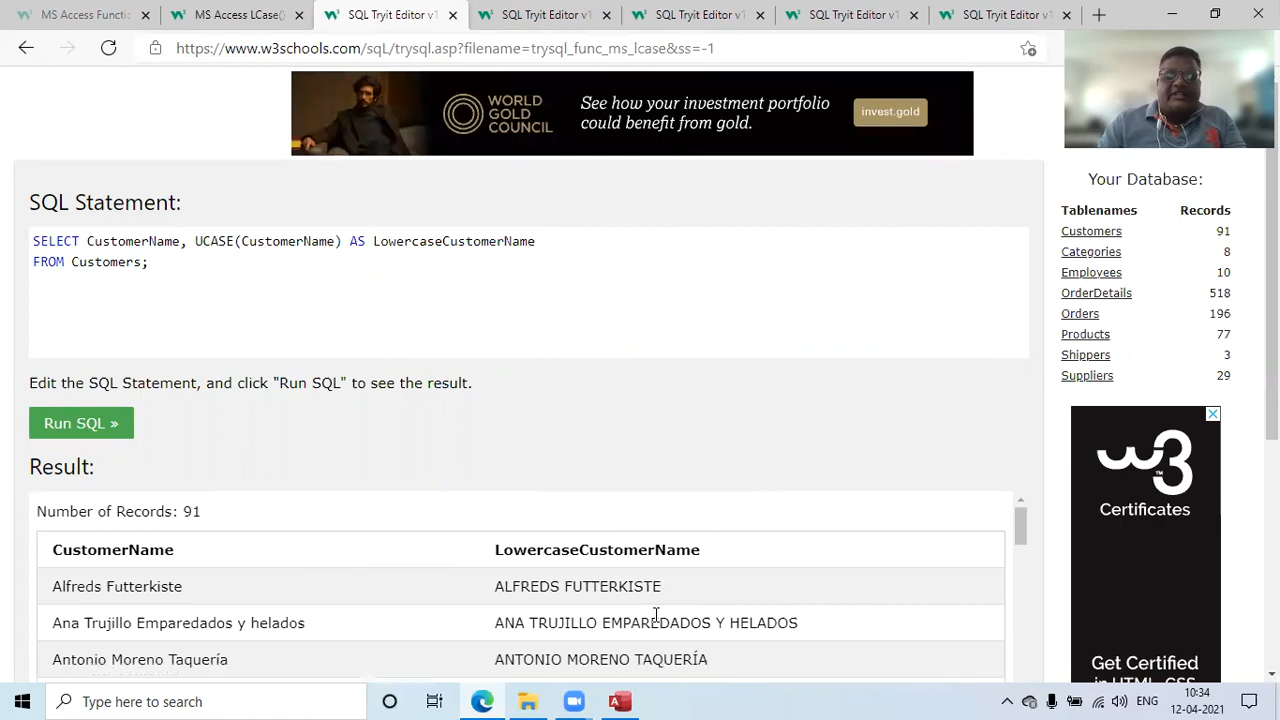 MS Access Case()
SQL Tryit Editor v1
SQL Tryit Editor v1
SQL Tryit Editor v1
SQL Tryit Editor v1
SQL Tryit Editor v1
https://www.w3schools.com/sqL/trysql.asp?filename=trysql_func_ms_lcase&ss=-1
WORLD
GOLD
COUNCIL
See how your investment portfolio
could benefit from gold.
invest.gold
SQL Statement:
SELECT CustomerName, UCASE(CustomerName) AS LowercaseCustomerName
FROM Customers;
Edit the SQL Statement, and click "Run SQL" to see the result.
Run SQL »
Result:
Number of Records: 91
CustomerName LowercaseCustomerName
Alfreds Futterkiste ALFREDS FUTTERKISTE
Ana Trujillo Emparedados y helados ANA TRUJILLO EMPAREDADOS Y HELADOS
Antonio Moreno Taquería ANTONIO MORENO TAQUERÍA
Your Database:
Tablenames Records
Customers 91
Categories 8
Employees 10
OrderDetails 518
Orders 196
Products 77
Shippers 3
Suppliers 29
w3
™
Certificates
Get Certified
in HTML, CSS
Type here to search
ENG
10:34
12-04-2021